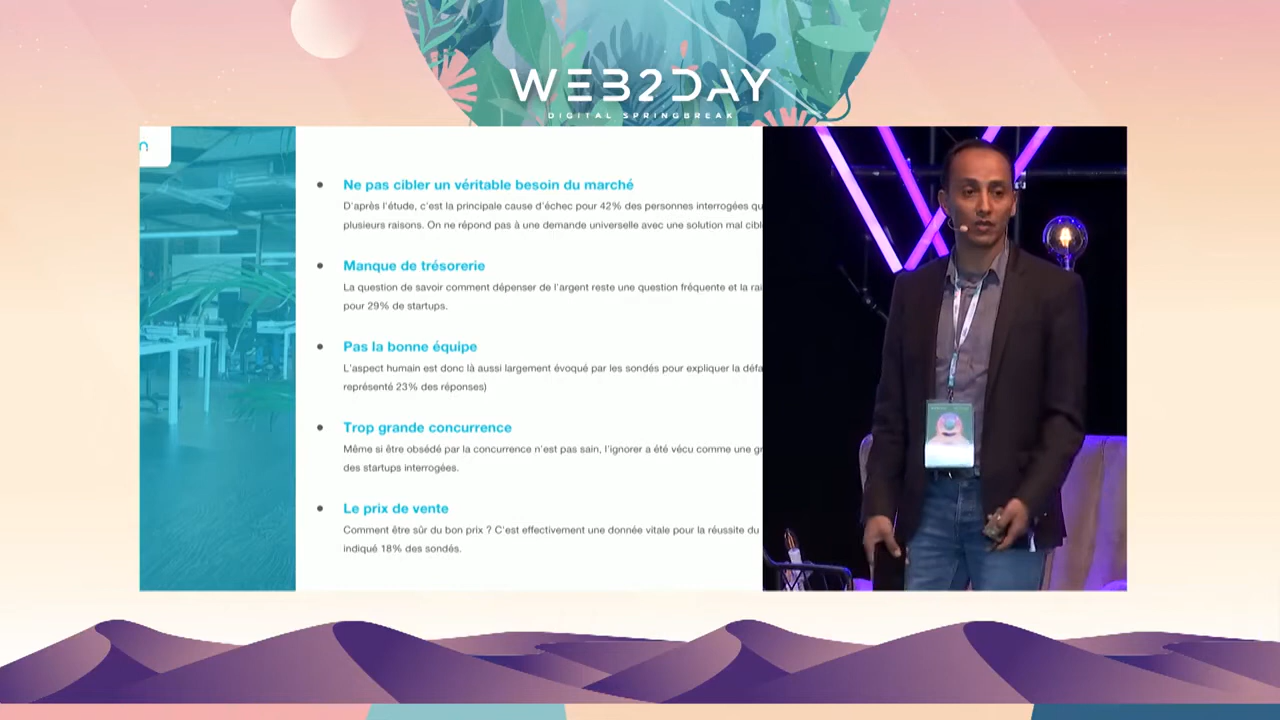 WEB2DAY
DIGITAL SPRINGBREAK
n
Ne pas cibler un véritable besoin du marché
D'après l'étude, c'est la principale cause d'échec pour 42% des personnes interrogées qu
plusieurs raisons. On ne répond pas à une demande universelle avec une solution mal cibl
Manque de trésorerie
La question de savoir comment dépenser de l'argent reste une question fréquente et la rai
pour 29% de startups.
Pas la bonne équipe
L'aspect humain est donc là aussi largement évoqué par les sondés pour expliquer la défa
représenté 23% des réponses)
Trop grande concurrence
Même si être obsédé par la concurrence n'est pas sain, l'ignorer a été vécu comme une gr
des startups interrogées.
Le prix de vente
Comment être sûr du bon prix ? C'est effectivement une donnée vitale pour la réussite du
indiqué 18% des sondés.